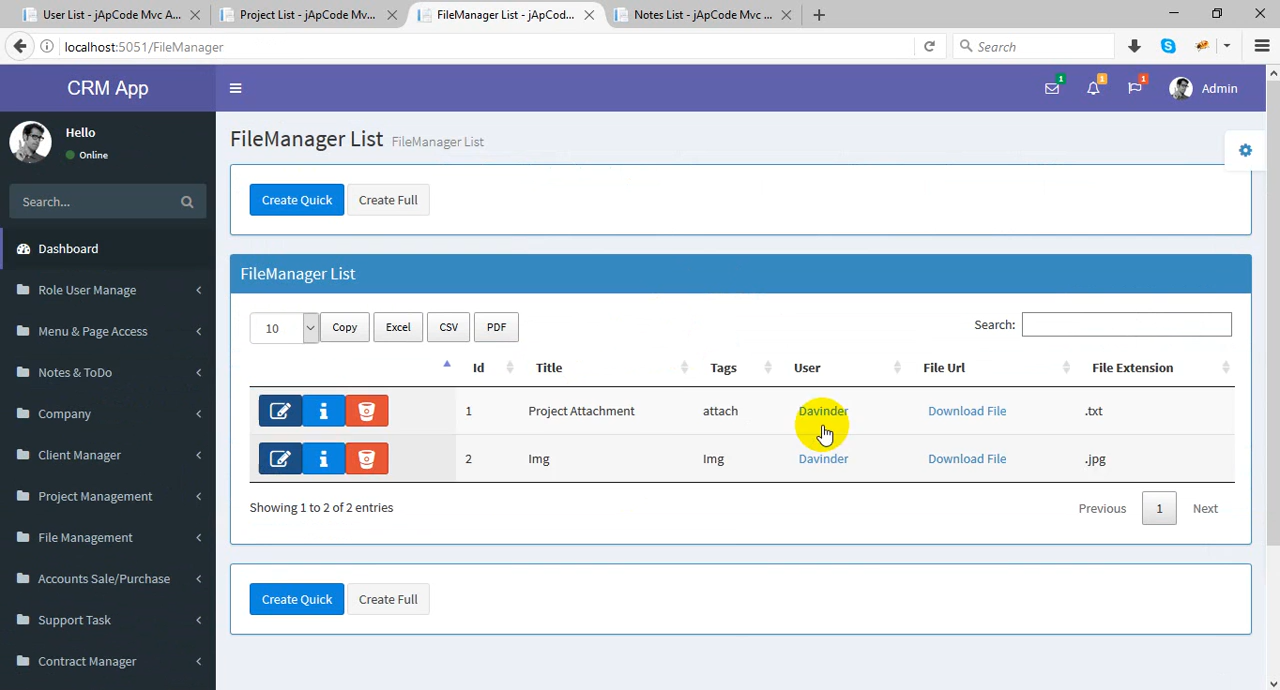 User List - jApCode Mvc A...
Project List - jApCode Mv...
FileManager List - jApCod...
Notes List - jApCode Mvc ...
localhost:5051/FileManager
Search
CRM App
1 1 1 Admin
Hello
Online
Search...
Dashboard
Role User Manage
Menu & Page Access
Notes & ToDo
Company
Client Manager
Project Management
File Management
Accounts Sale/Purchase
Support Task
Contract Manager
FileManager List FileManager List
Create Quick Create Full
FileManager List
10 Copy Excel CSV PDF Search:
Id Title Tags User File Url File Extension
1 Project Attachment attach Davinder Download File .txt
2 Img Img Davinder Download File .jpg
Showing 1 to 2 of 2 entries Previous 1 Next
Create Quick Create Full